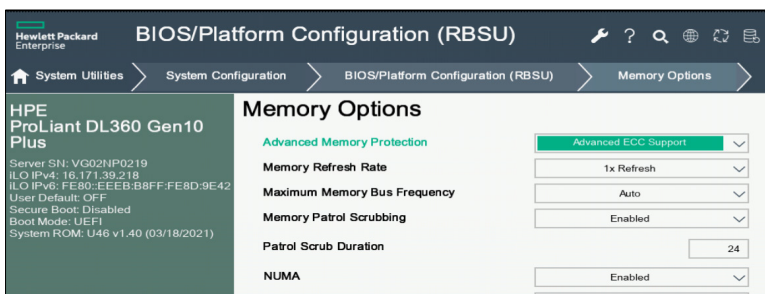 Hewlett Packard
Enterprise
BIOS/Platform Configuration (RBSU)
?
System Utilities
System Configuration
BIOS/Platform Configuration (RBSU)
Memory Options
HPE
ProLiant DL360 Gen10
Plus
Server SN: VG02NP0219
iLO IPv4: 16.171.39.218
iLO IPv6: FE80::EEEB:B8FF:FE8D:9E42
User Default: OFF
Secure Boot: Disabled
Boot Mode: UEFI
System ROM: U46 v1.40 (03/18/2021)
Memory Options
Advanced Memory Protection Advanced ECC Support
Memory Refresh Rate 1x Refresh
Maximum Memory Bus Frequency Auto
Memory Patrol Scrubbing Enabled
Patrol Scrub Duration 24
NUMA Enabled